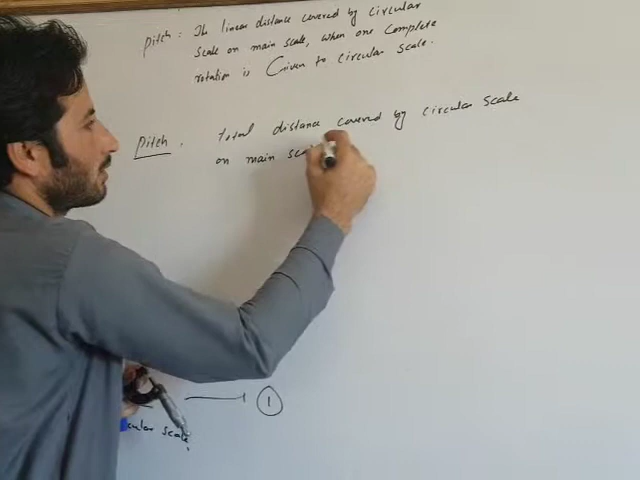 Pitch : The linear distance covered by circular
scale on main scale, when one complete
rotation is Given to circular scale.
Pitch . Total distance covered by circular scale
on main sca
1
cular scale,